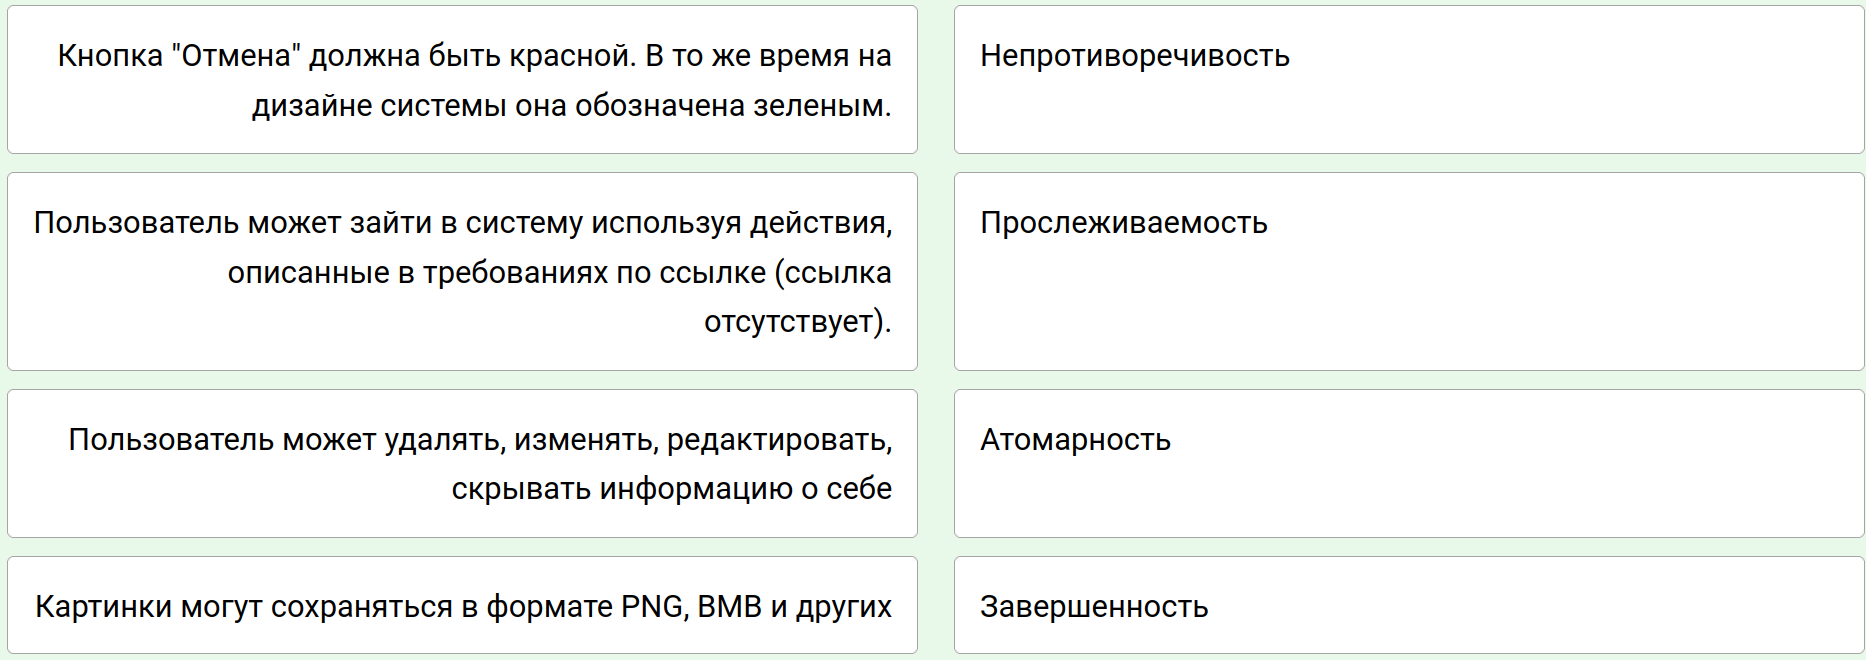 Кнопка "Отмена" должна быть красной. В то же время на
дизайне системы она обозначена зеленым.
Непротиворечивость
Пользователь может зайти в систему используя действия,
описанные в требованиях по ссылке (ссылка
отсутствует).
Прослеживаемость
Пользователь может удалять, изменять, редактировать,
скрывать информацию о себе
Атомарность
Картинки могут сохраняться в формате PNG, BMB и других
Завершенность